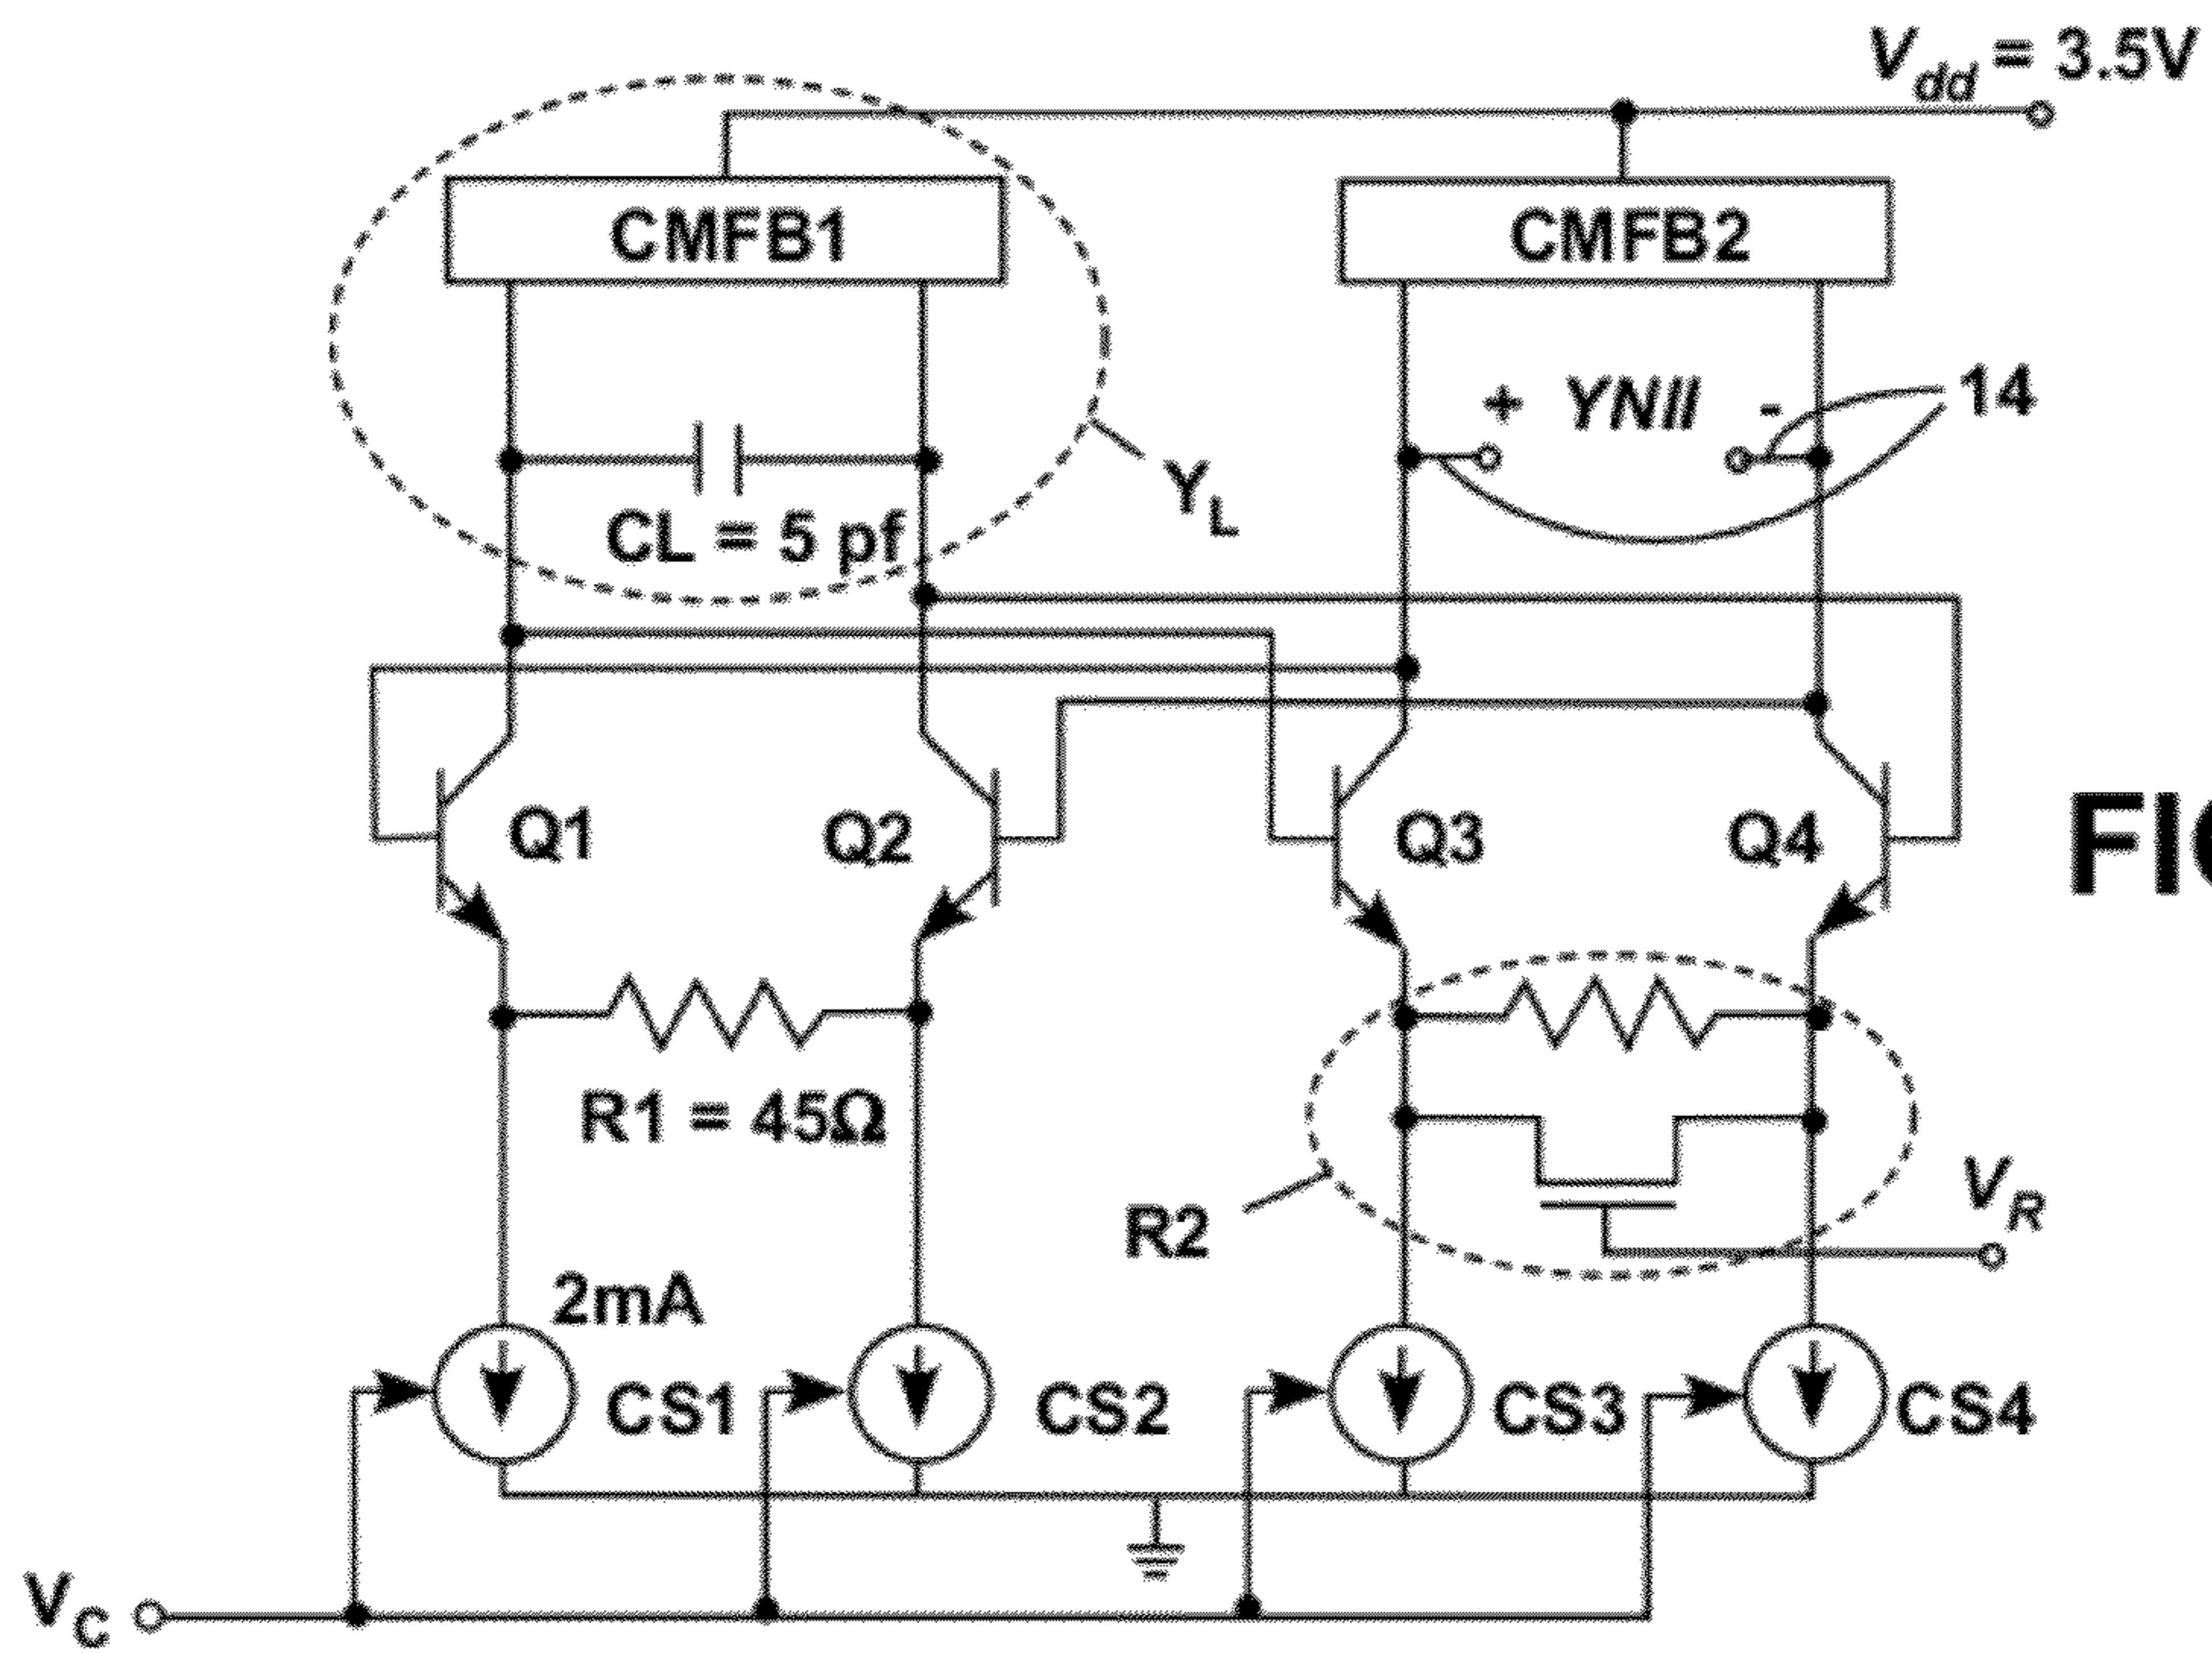 Vdd = 3.5V
CMFB1
CMFB2
+ YNII -
14
YL
CL = 5 pf
Q1
Q2
Q3
Q4
FIG
R1 = 45Ω
R2
VR
2mA
CS1
CS2
CS3
CS4
VC